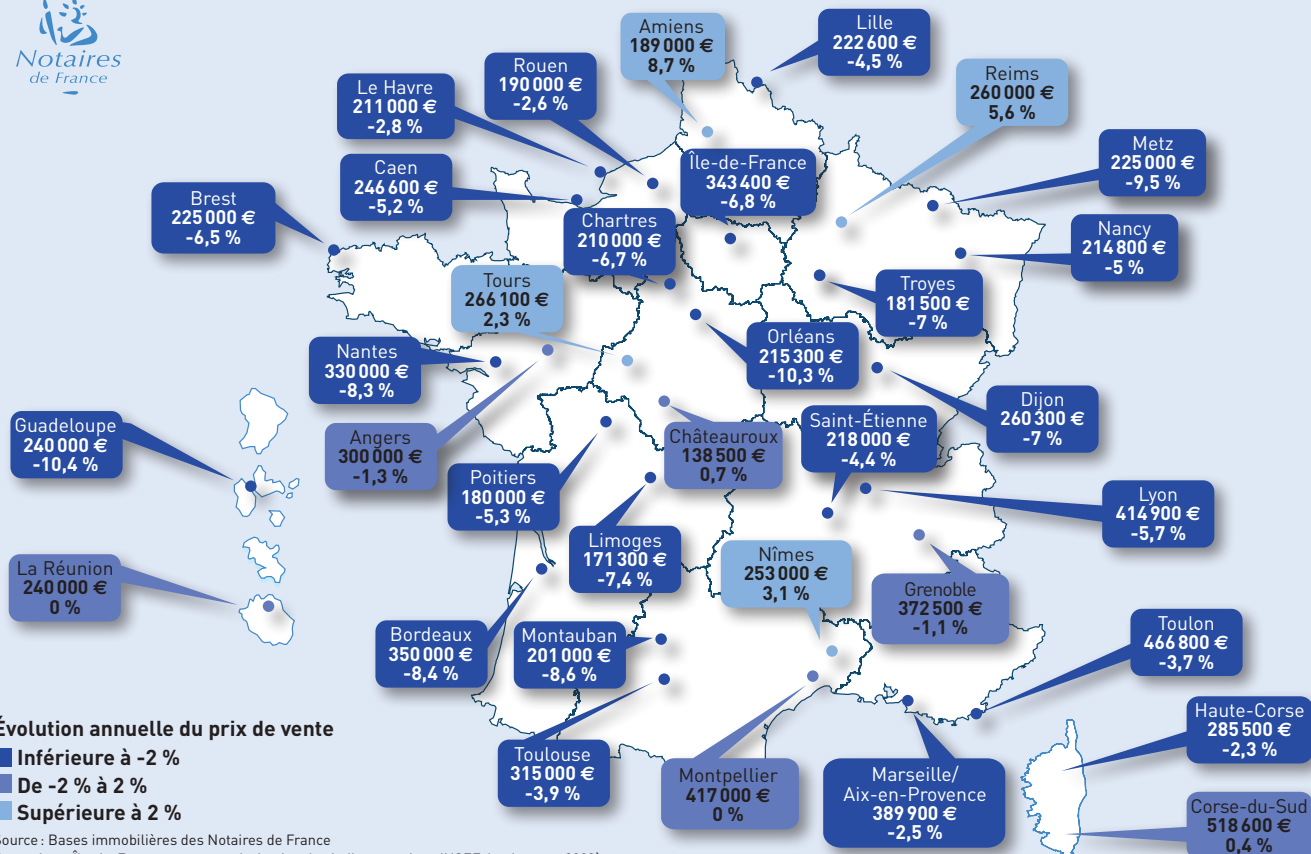 Notaires
de France
Amiens
189 000 €
8,7 %
Lille
222 600 €
-4,5 %
Rouen
190 000 €
-2,6 %
Reims
260 000 €
5,6 %
Le Havre
211 000 €
-2,8 %
Metz
225 000 €
-9,5 %
Caen
246 600 €
-5,2 %
Île-de-France
343 400 €
-6,8 %
Brest
225 000 €
-6,5 %
Chartres
210 000 €
-6,7 %
Nancy
214 800 €
-5 %
Tours
266 100 €
2,3 %
Troyes
181 500 €
-7 %
Nantes
330 000 €
-8,3 %
Orléans
215 300 €
-10,3 %
Dijon
260 300 €
-7 %
Guadeloupe
240 000 €
-10,4 %
Angers
300 000 €
-1,3 %
Châteauroux
138 500 €
0,7 %
Saint-Étienne
218 000 €
-4,4 %
Poitiers
180 000 €
-5,3 %
Lyon
414 900 €
-5,7 %
Limoges
171 300 €
-7,4 %
Nîmes
253 000 €
3,1 %
La Réunion
240 000 €
0 %
Grenoble
372 500 €
-1,1 %
Bordeaux
350 000 €
-8,4 %
Montauban
201 000 €
-8,6 %
Toulon
466 800 €
-3,7 %
Haute-Corse
285 500 €
-2,3 %
Toulouse
315 000 €
-3,9 %
Montpellier
417 000 €
0 %
Marseille/
Aix-en-Provence
389 900 €
-2,5 %
Corse-du-Sud
518 600 €
0,4 %
Évolution annuelle du prix de vente
Inférieure à -2 %
De -2 % à 2 %
Supérieure à 2 %
Source : Bases immobilières des Notaires de France